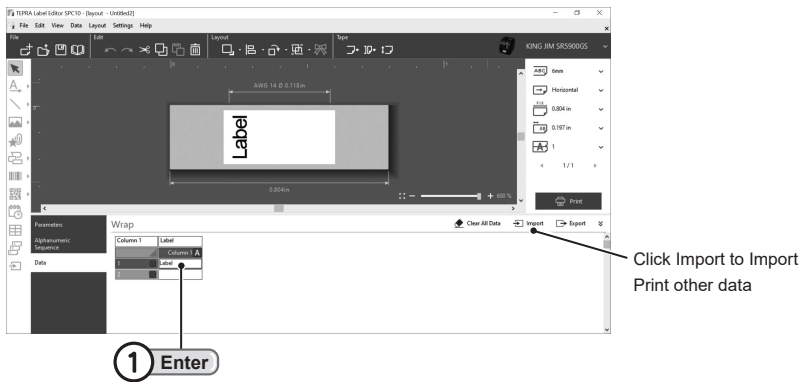 TEPRA Label Editor SPC10 - [layout - Untitled2]
File Edit View Data Layout Settings Help
File Edit Layout Tape
KING JIM SR5900GS
ABC 6mm
Horizontal
FIX 0.804 in
AB 0.197 in
A 1
1 / 1
Print
AWG 14 Ø 0.118in
Label
0.804in
600 %
Parameters
Alphanumeric
Sequence
Data
Wrap
Clear All Data Import Export
Column 1 Label
Column 1 A
1 Label
2
Click Import to Import
Print other data
1 Enter